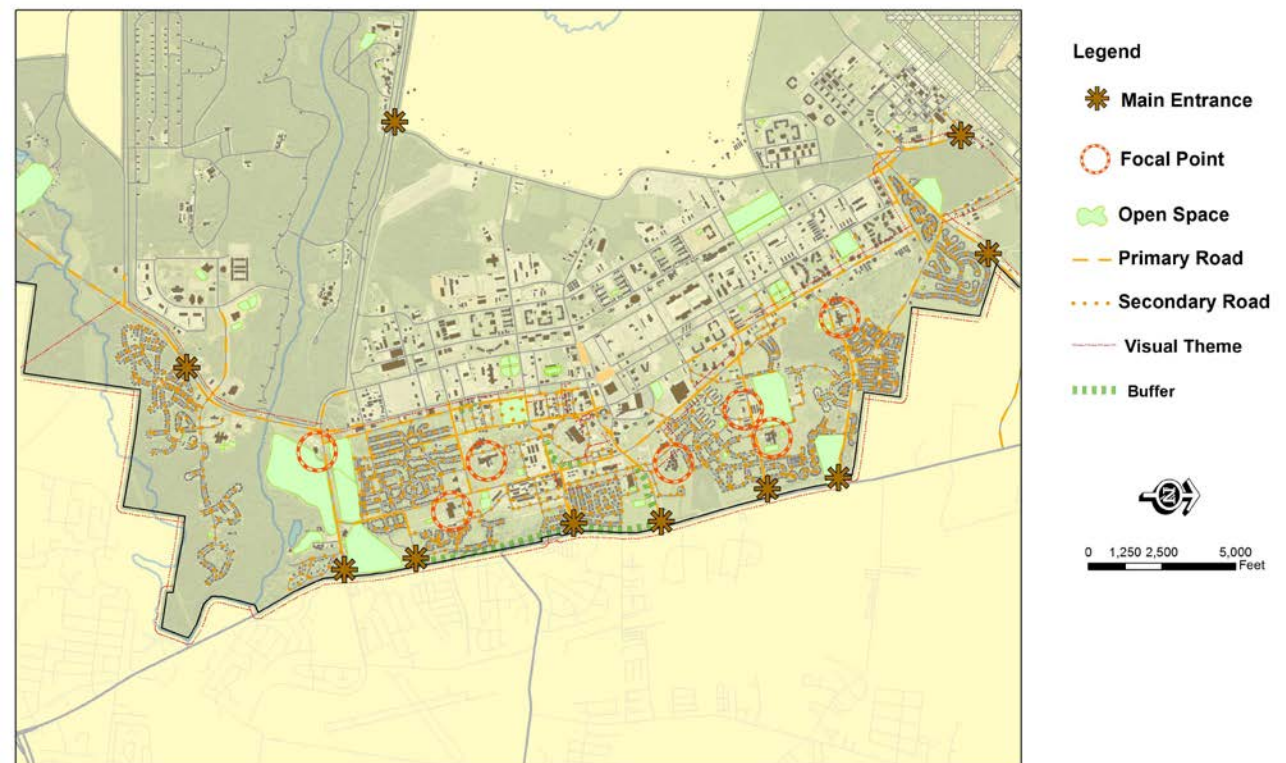 Legend
Main Entrance
Focal Point
Open Space
Primary Road
Secondary Road
Visual Theme
Buffer
N
0 1,250 2,500 5,000
Feet